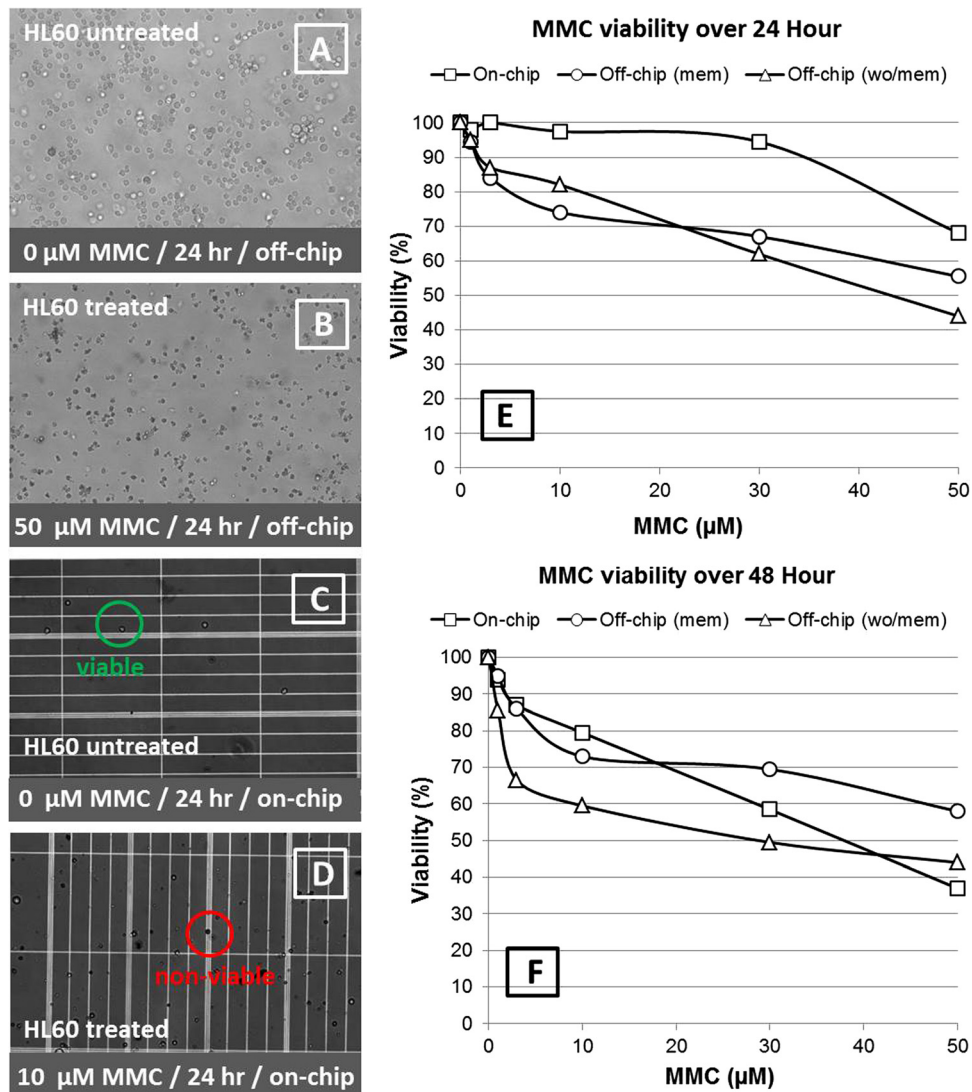 HL60 untreated
A
0 µM MMC / 24 hr / off-chip
HL60 treated
B
50 µM MMC / 24 hr / off-chip
C
viable
HL60 untreated
0 µM MMC / 24 hr / on-chip
D
non-viable
HL60 treated
10 µM MMC / 24 hr / on-chip
MMC viability over 24 Hour
On-chip Off-chip (mem) Off-chip (wo/mem)
Viability (%)
100
90
80
70
60
50
40
30
20
10
0
E
0 10 20 30 40 50
MMC (µM)
MMC viability over 48 Hour
On-chip Off-chip (mem) Off-chip (wo/mem)
Viability (%)
100
90
80
70
60
50
40
30
20
10
0
F
0 10 20 30 40 50
MMC (µM)